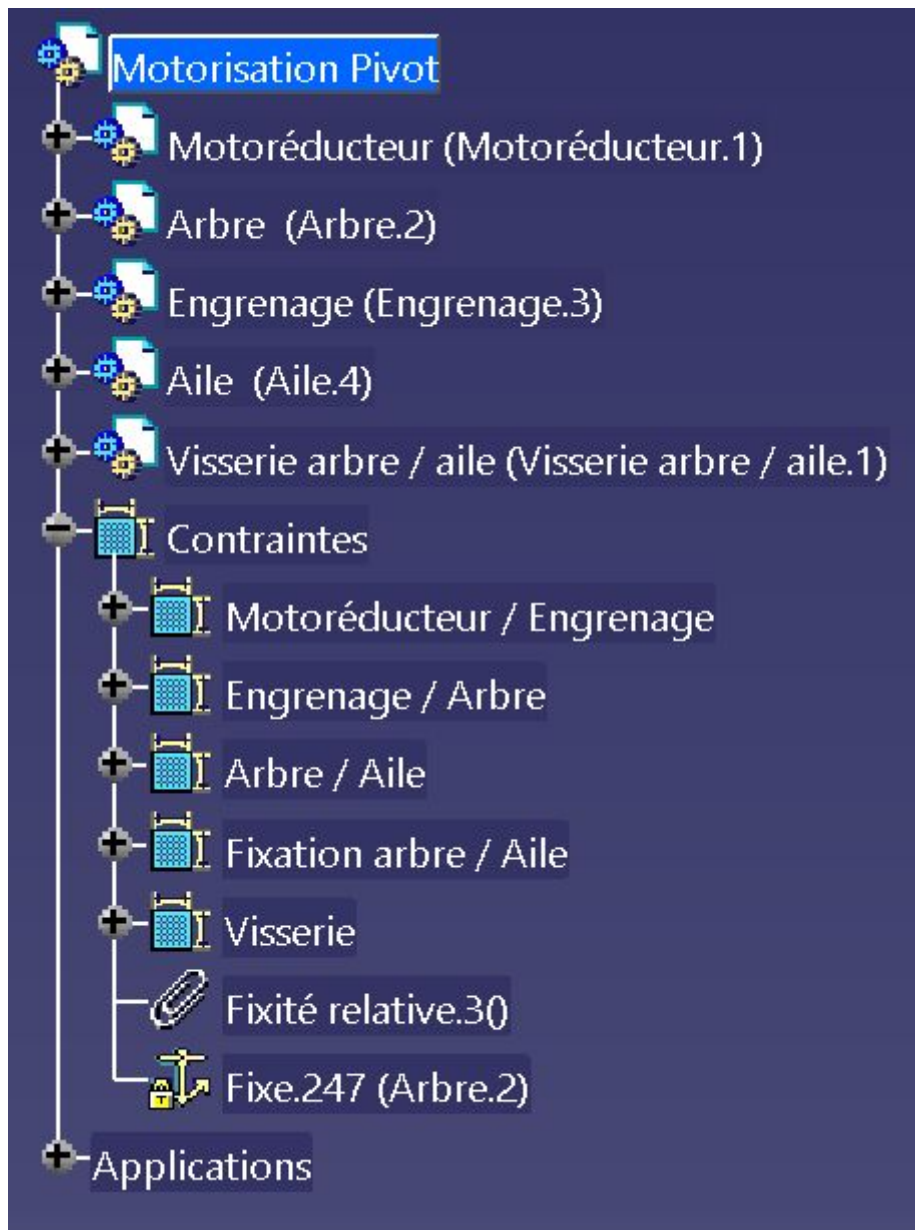 Motorisation Pivot
Motoréducteur (Motoréducteur.1)
Arbre (Arbre.2)
Engrenage (Engrenage.3)
Aile (Aile.4)
Visserie arbre / aile (Visserie arbre / aile.1)
Contraintes
Motoréducteur / Engrenage
Engrenage / Arbre
Arbre / Aile
Fixation arbre / Aile
Visserie
Fixité relative.3()
Fixe.247 (Arbre.2)
Applications